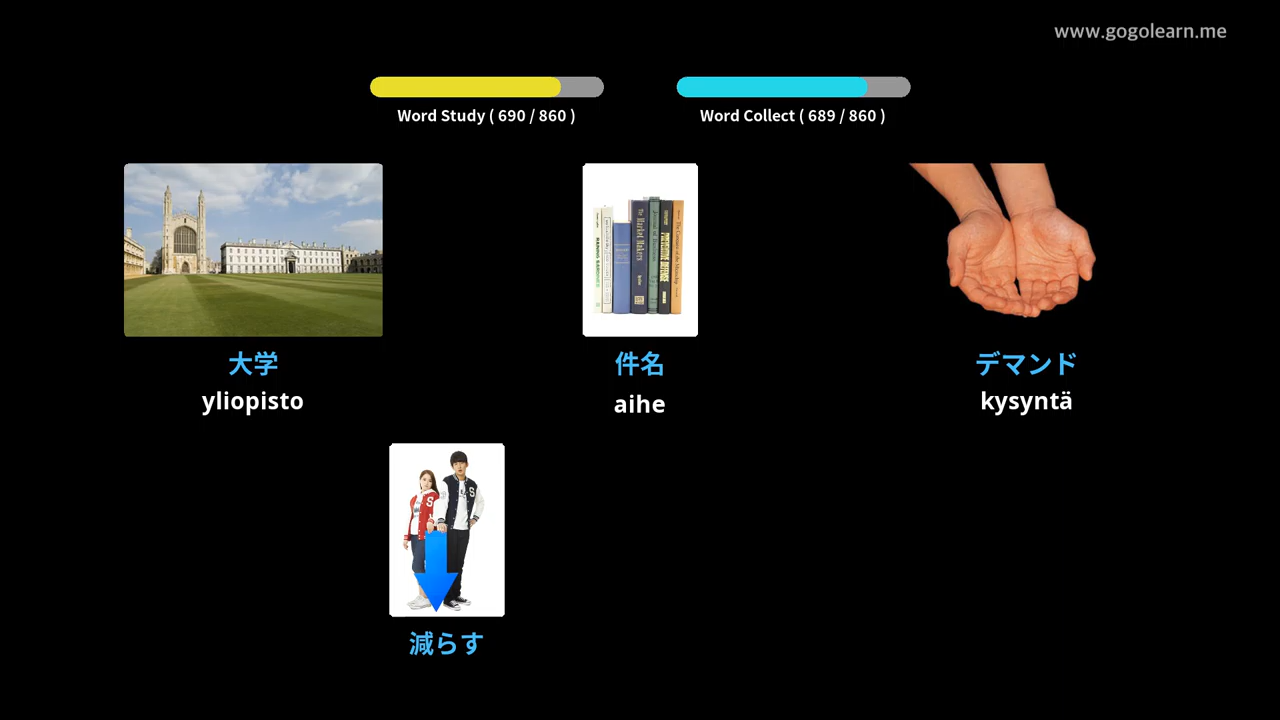 www.gogolearn.me
Word Study ( 690 / 860 )
Word Collect ( 689 / 860 )
大学
yliopisto
件名
aihe
デマンド
kysyntä
減らす